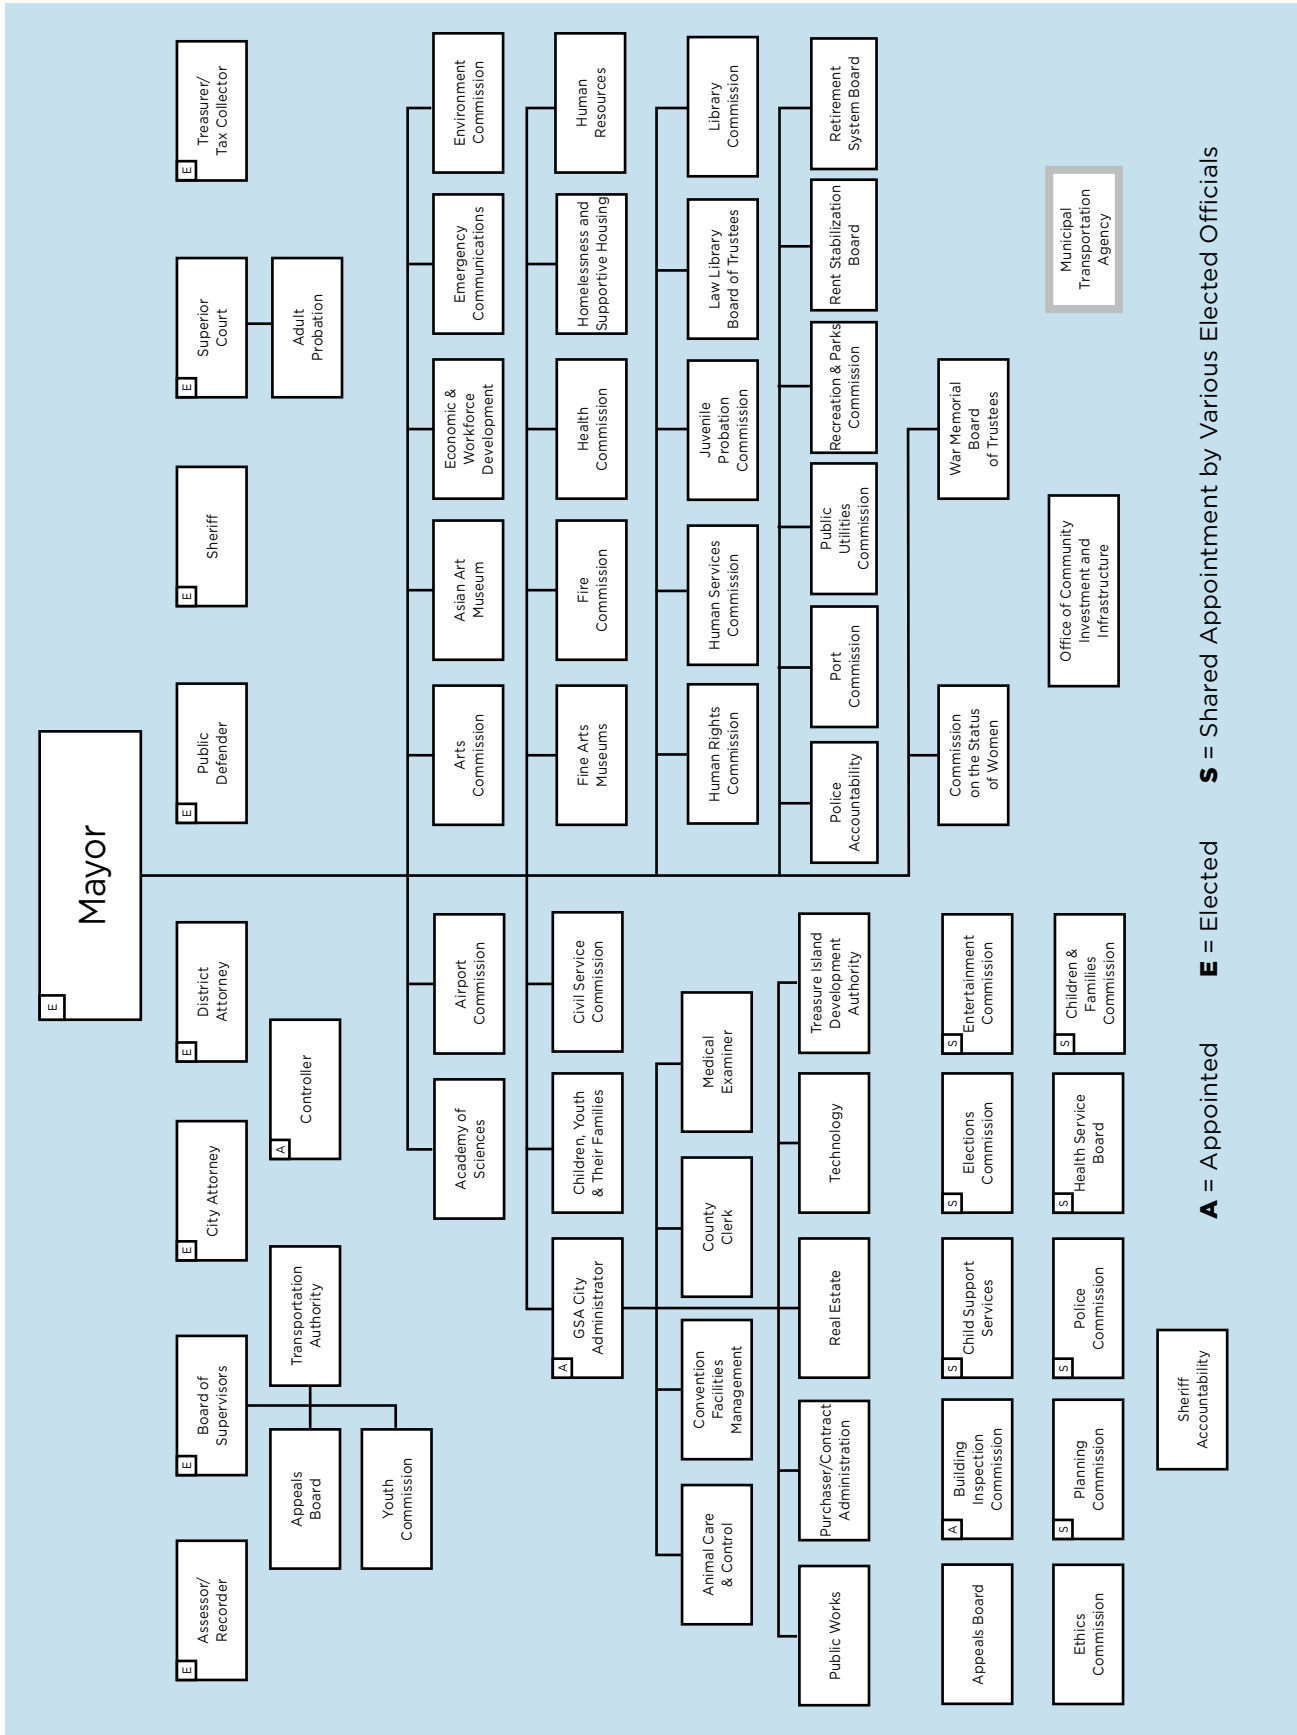 E
Mayor
E
Assessor/
Recorder
E
Board of
Supervisors
E
City Attorney
E
District
Attorney
E
Public
Defender
E
Sheriff
E
Superior
Court
E
Treasurer/
Tax Collector
Appeals
Board
Transportation
Authority
A
Controller
Adult
Probation
Youth
Commission
Academy of
Sciences
Airport
Commission
Arts
Commission
Asian Art
Museum
Economic &
Workforce
Development
Emergency
Communications
Environment
Commission
A
GSA City
Administrator
Children, Youth
& Their Families
Civil Service
Commission
Fine Arts
Museums
Fire
Commission
Health
Commission
Homelessness and
Supportive Housing
Human
Resources
Animal Care
& Control
Convention
Facilities
Management
County
Clerk
Medical
Examiner
Human Rights
Commission
Human Services
Commission
Juvenile
Probation
Commission
Law Library
Board of Trustees
Library
Commission
Public Works
Purchaser/Contract
Administration
Real Estate
Technology
Treasure Island
Development
Authority
Police
Accountability
Port
Commission
Public
Utilities
Commission
Recreation & Parks
Commission
Rent Stabilization
Board
Retirement
System Board
Appeals Board
A
Building
Inspection
Commission
S
Child Support
Services
S
Elections
Commission
S
Entertainment
Commission
Commission
on the Status
of Women
War Memorial
Board
of Trustees
Ethics
Commission
S
Planning
Commission
S
Police
Commission
S
Health Service
Board
S
Children &
Families
Commission
Office of Community
Investment and
Infrastructure
Municipal
Transportation
Agency
Sheriff
Accountability
A = Appointed E = Elected S = Shared Appointment by Various Elected Officials